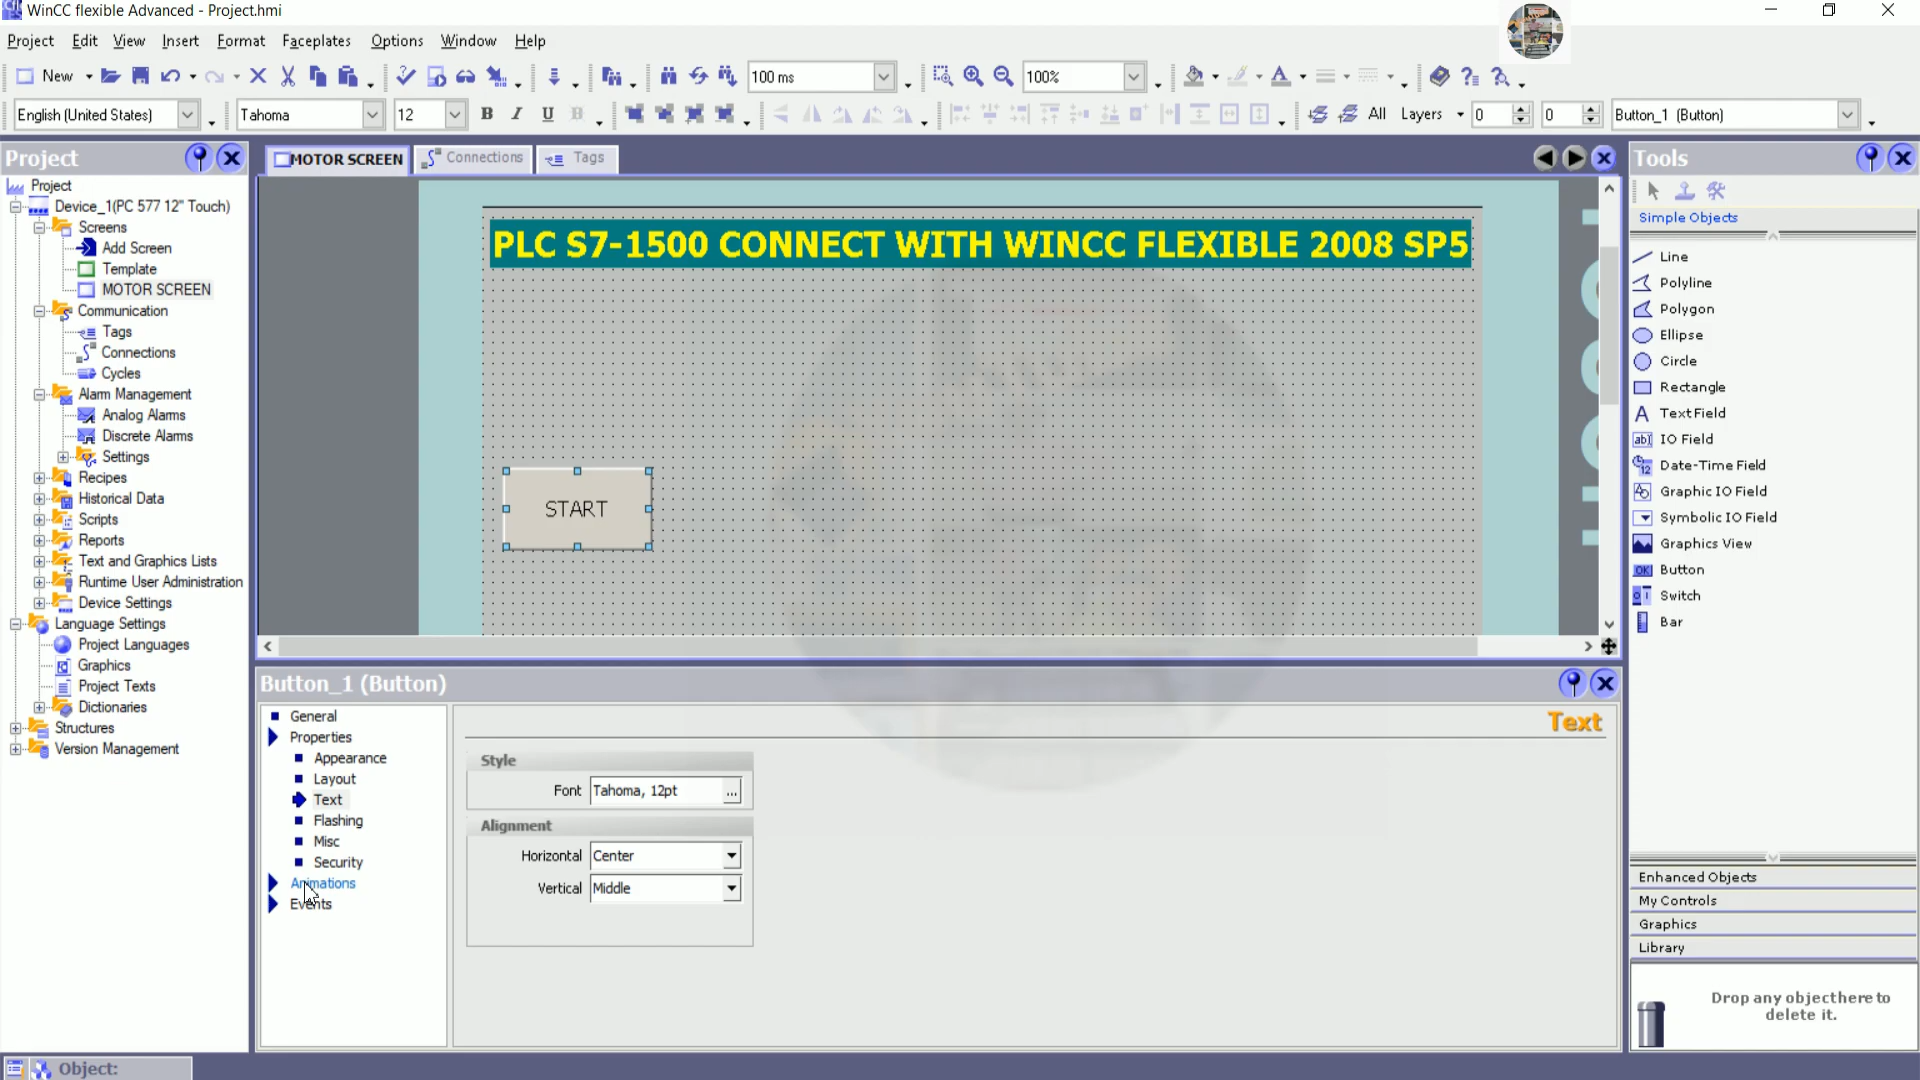 WinCC flexible Advanced - Project.hmi
Project Edit View Insert Format Faceplates Options Window Help
New 100 ms 100%
English (United States) Tahoma 12 B I U B All Layers 0 0 Button_1 (Button)
Project
Project
Device_1(PC 577 12" Touch)
Screens
Add Screen
Template
MOTOR SCREEN
Communication
Tags
Connections
Cycles
Alarm Management
Analog Alarms
Discrete Alarms
Settings
Recipes
Historical Data
Scripts
Reports
Text and Graphics Lists
Runtime User Administration
Device Settings
Language Settings
Project Languages
Graphics
Project Texts
Dictionaries
Structures
Version Management
MOTOR SCREEN Connections Tags
PLC S7-1500 CONNECT WITH WINCC FLEXIBLE 2008 SP5
START
Button_1 (Button)
General
Properties
Appearance
Layout
Text
Flashing
Misc
Security
Animations
Events
Text
Style
Font Tahoma, 12pt ...
Alignment
Horizontal Center
Vertical Middle
Tools
Simple Objects
Line
Polyline
Polygon
Ellipse
Circle
Rectangle
TextField
IO Field
Date-Time Field
Graphic IO Field
Symbolic IO Field
Graphics View
Button
Switch
Bar
Enhanced Objects
My Controls
Graphics
Library
Drop any objecthere to
delete it.
Object: